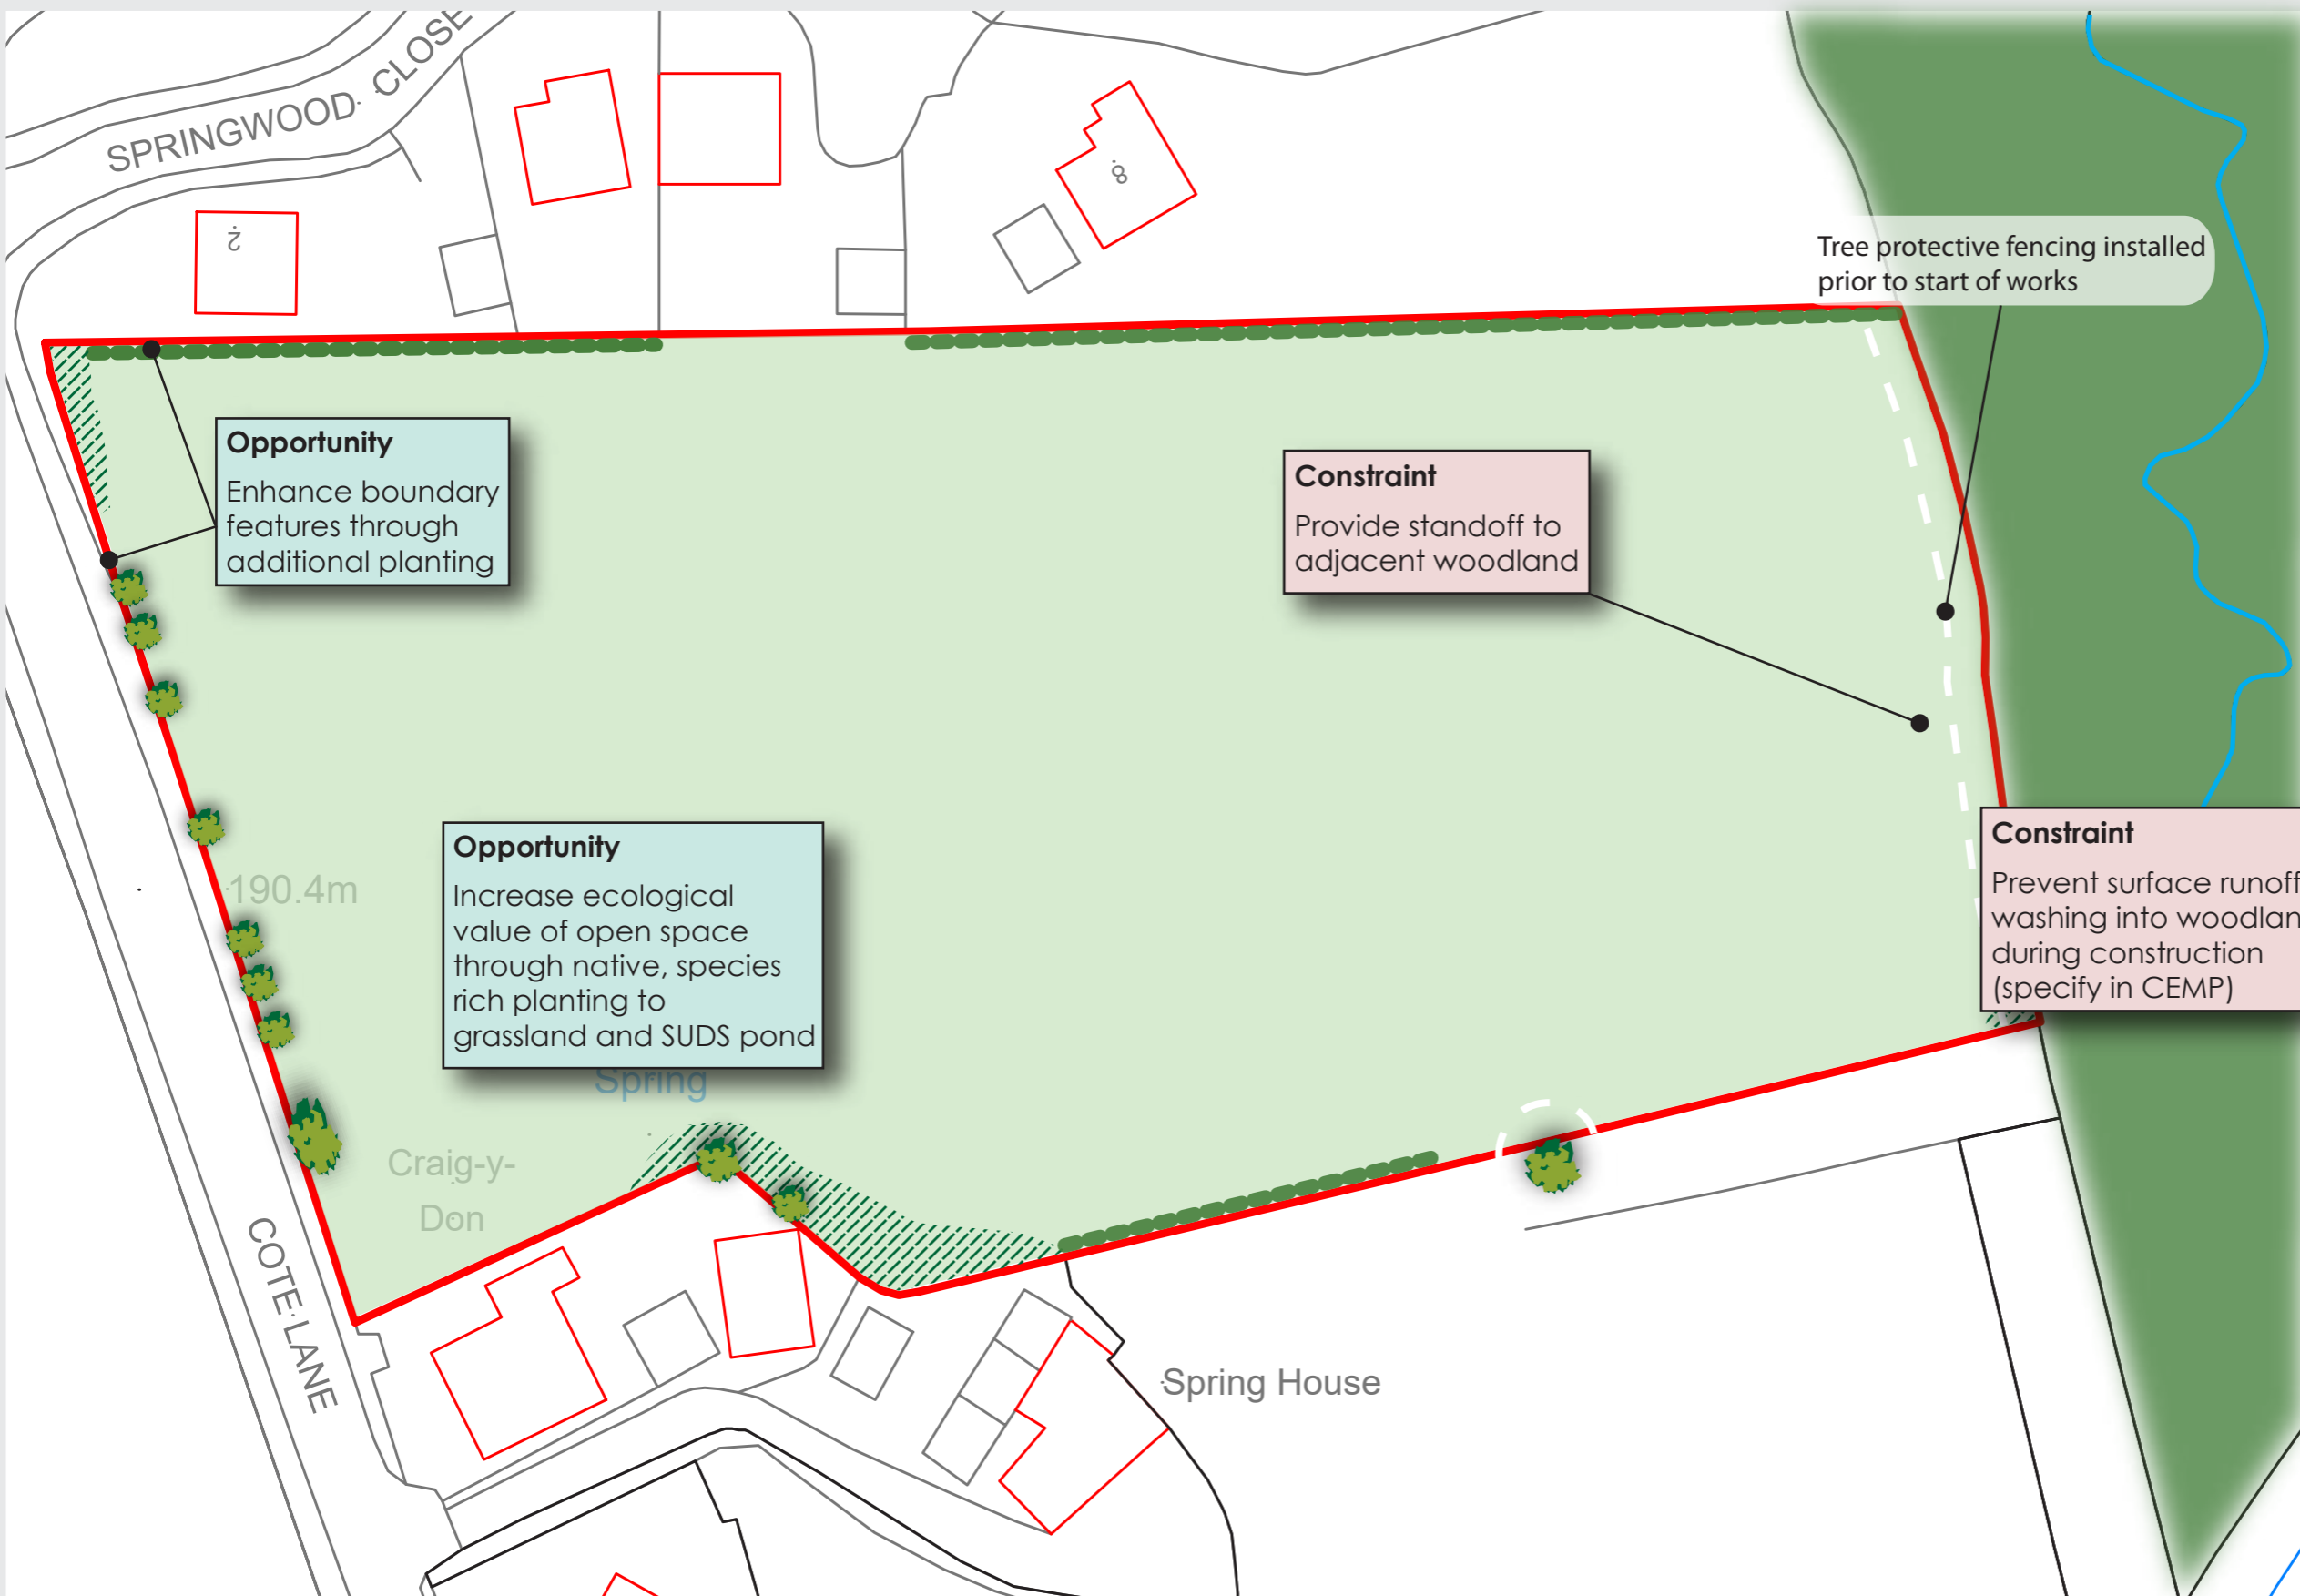 SPRINGWOOD CLOSE
2
8
Tree protective fencing installed
prior to start of works
Opportunity
Enhance boundary
features through
additional planting
Constraint
Provide standoff to
adjacent woodland
190.4m
Opportunity
Increase ecological
value of open space
through native, species
rich planting to
grassland and SUDS pond
Constraint
Prevent surface runoff
washing into woodlan
during construction
(specify in CEMP)
Spring
Craig-y-
Don
COTE LANE
Spring House